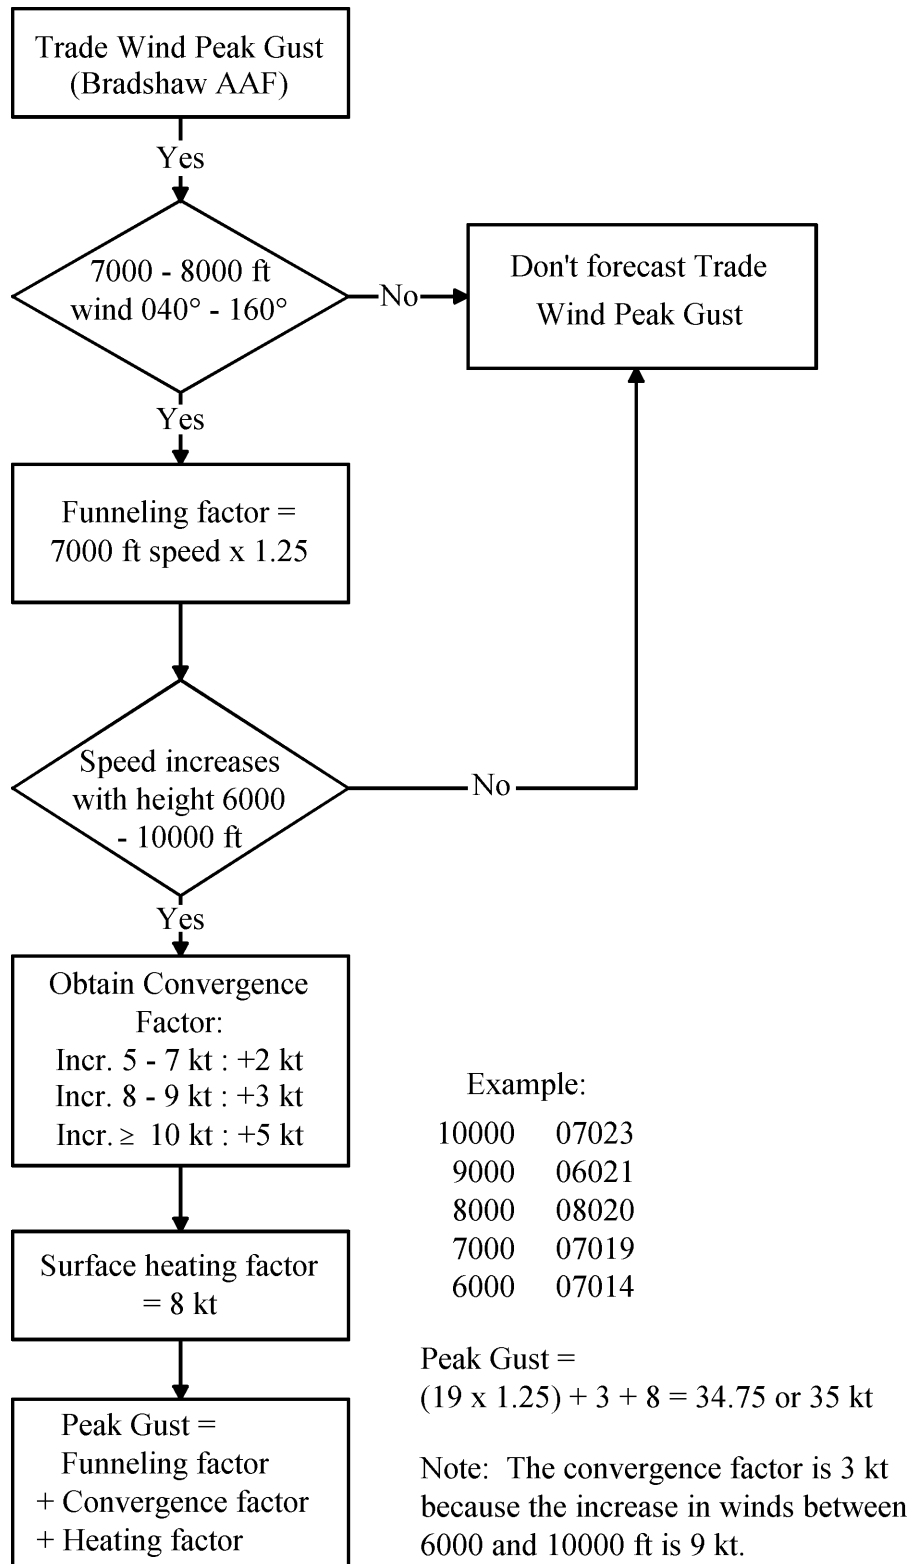 Trade Wind Peak Gust
(Bradshaw AAF)
Yes
7000 - 8000 ft
wind 040° - 160°
No
Don't forecast Trade
Wind Peak Gust
Yes
Funneling factor =
7000 ft speed x 1.25
Speed increases
with height 6000
- 10000 ft
No
Yes
Obtain Convergence
Factor:
Incr. 5 - 7 kt : +2 kt
Incr. 8 - 9 kt : +3 kt
Incr. ≥ 10 kt : +5 kt
Surface heating factor
= 8 kt
Peak Gust =
Funneling factor
+ Convergence factor
+ Heating factor
Example:
10000 07023
9000 06021
8000 08020
7000 07019
6000 07014
Peak Gust =
(19 x 1.25) + 3 + 8 = 34.75 or 35 kt
Note: The convergence factor is 3 kt
because the increase in winds between
6000 and 10000 ft is 9 kt.